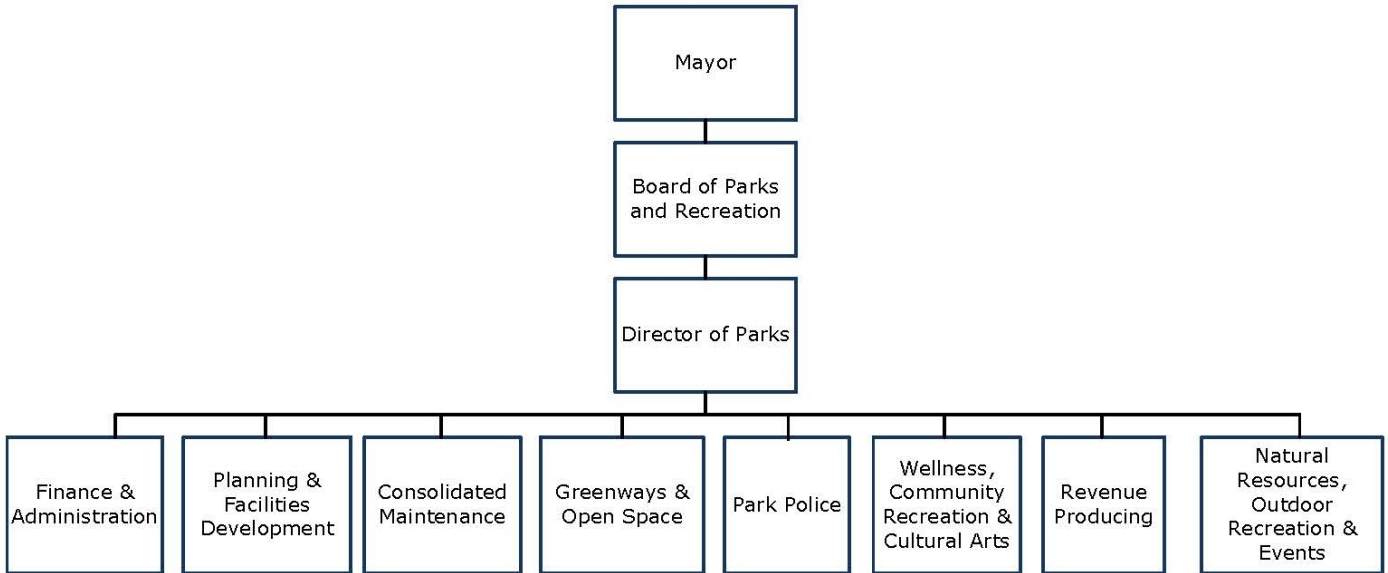 Mayor
Board of Parks
and Recreation
Director of Parks
Finance &
Administration
Planning &
Facilities
Development
Consolidated
Maintenance
Greenways &
Open Space
Park Police
Wellness,
Community
Recreation &
Cultural Arts
Revenue
Producing
Natural
Resources,
Outdoor
Recreation &
Events